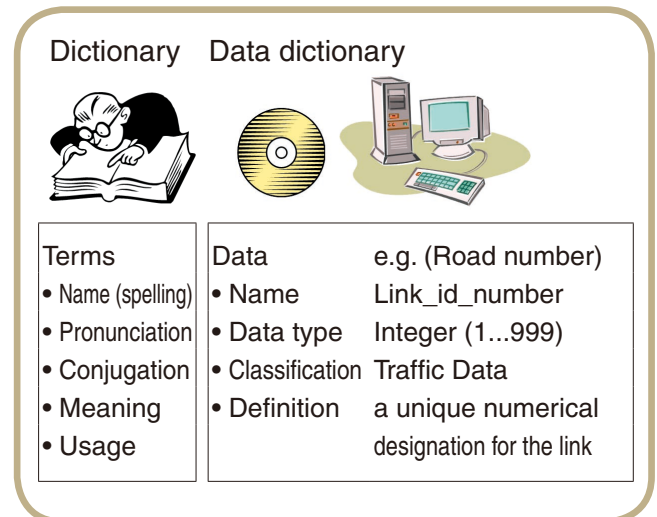 Dictionary Data dictionary
Terms
• Name (spelling)
• Pronunciation
• Conjugation
• Meaning
• Usage
Data e.g. (Road number)
• Name Link_id_number
• Data type Integer (1...999)
• Classification Traffic Data
• Definition a unique numerical
designation for the link